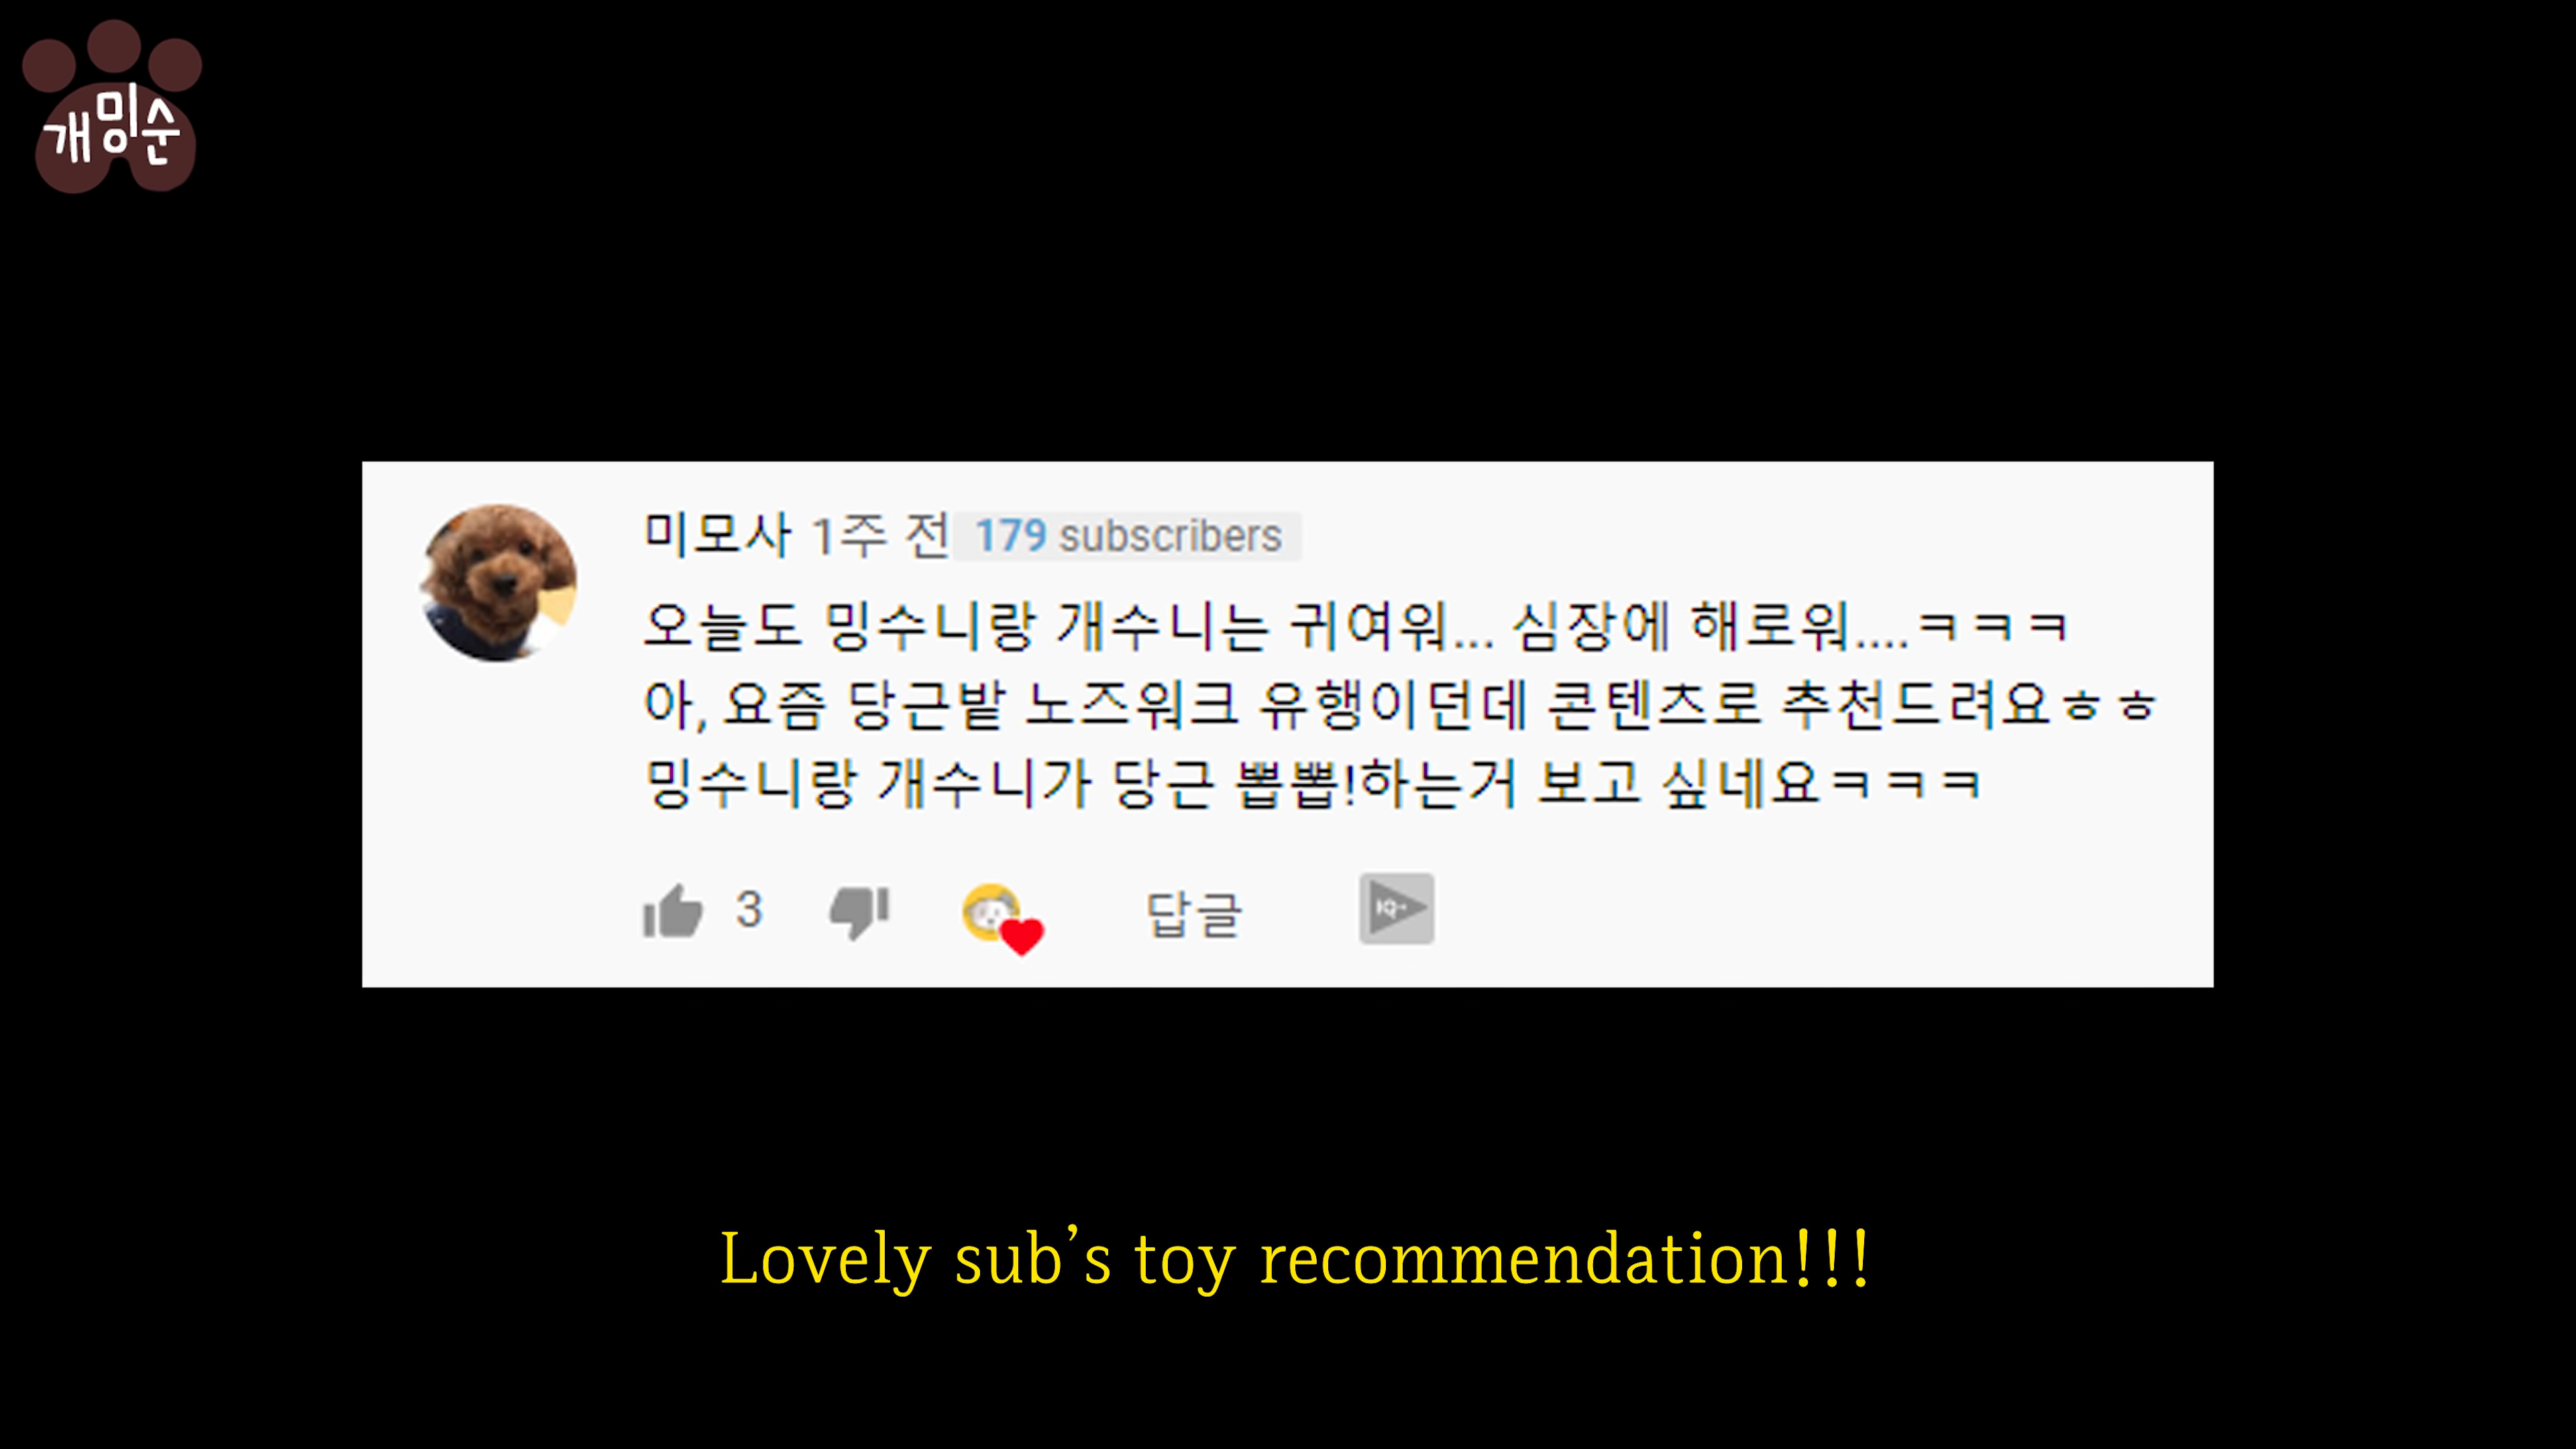 개밍순
미모사 1주 전 179 subscribers
오늘도 밍수니랑 개수니는 귀여워... 심장에 해로워....ㅋㅋㅋ
아, 요즘 당근밭 노즈워크 유행이던데 콘텐츠로 추천드려요ㅎㅎ
밍수니랑 개수니가 당근 뽑뽑!하는거 보고 싶네요ㅋㅋㅋ
3 답글 IQ
Lovely sub’s toy recommendation!!!